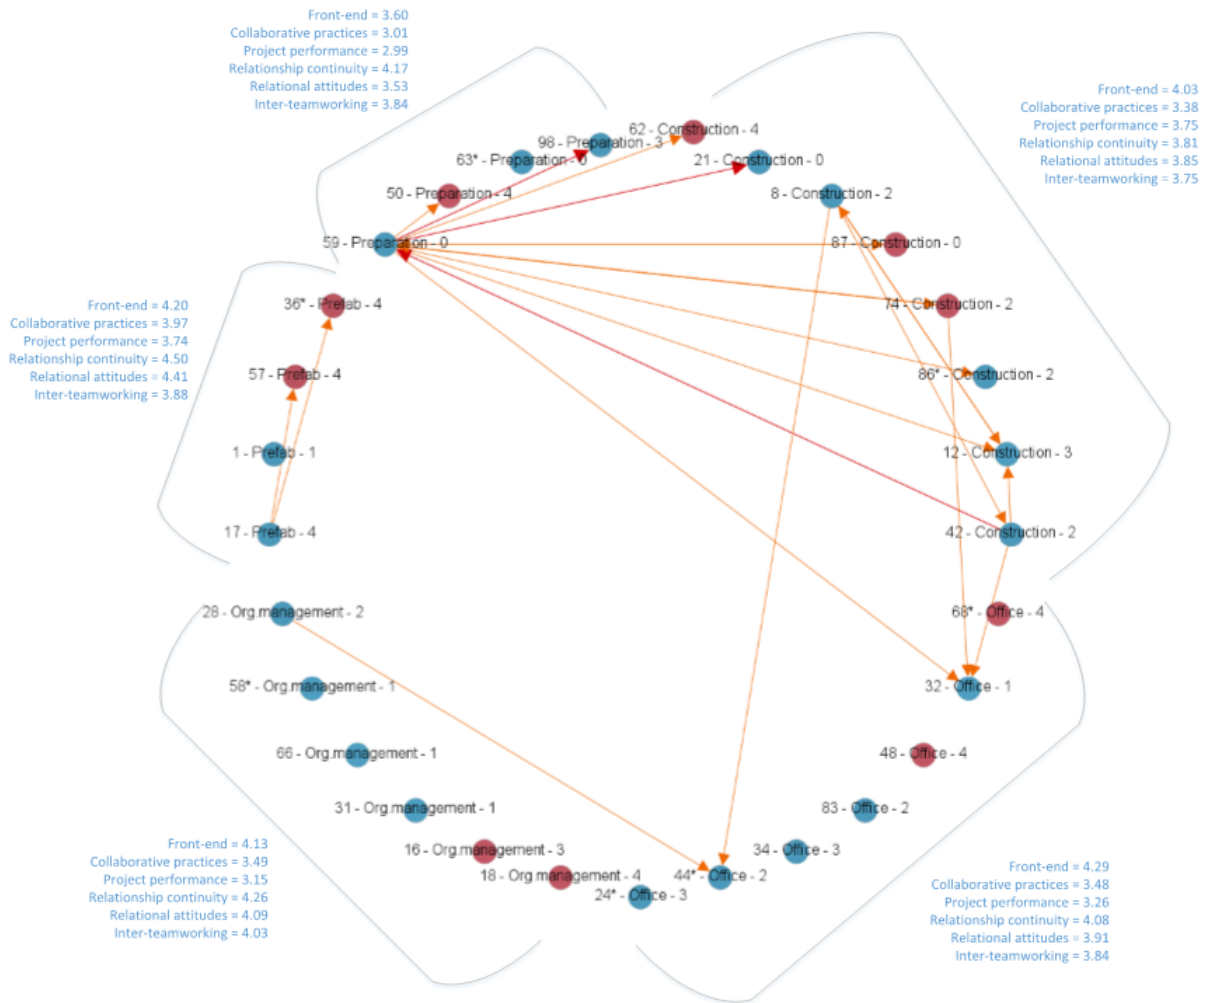 Front-end = 3.60
Collaborative practices = 3.01
Project performance = 2.99
Relationship continuity = 4.17
Relational attitudes = 3.53
Inter-teamworking = 3.84
Front-end = 4.03
Collaborative practices = 3.38
Project performance = 3.75
Relationship continuity = 3.81
Relational attitudes = 3.85
Inter-teamworking = 3.75
62 - Construction - 4
98 - Preparation - 3
63* - Preparation - 0
21 - Construction - 0
50 - Preparation - 4
8 - Construction - 2
59 - Preparation - 0
87 - Construction - 0
36* - Prefab - 4
74 - Construction - 2
Front-end = 4.20
Collaborative practices = 3.97
Project performance = 3.74
Relationship continuity = 4.50
Relational attitudes = 4.41
Inter-teamworking = 3.88
57 - Prefab - 4
86* - Construction - 2
1 - Prefab - 1
12 - Construction - 3
17 - Prefab - 4
42 - Construction - 2
28 - Org.management - 2
68* - Office - 4
58* - Org.management - 1
32 - Office - 1
66 - Org.management - 1
48 - Office - 4
31 - Org.management - 1
83 - Office - 2
16 - Org.management - 3
34 - Office - 3
18 - Org.management - 4
44* - Office - 2
24* - Office - 3
Front-end = 4.13
Collaborative practices = 3.49
Project performance = 3.15
Relationship continuity = 4.26
Relational attitudes = 4.09
Inter-teamworking = 4.03
Front-end = 4.29
Collaborative practices = 3.48
Project performance = 3.26
Relationship continuity = 4.08
Relational attitudes = 3.91
Inter-teamworking = 3.84